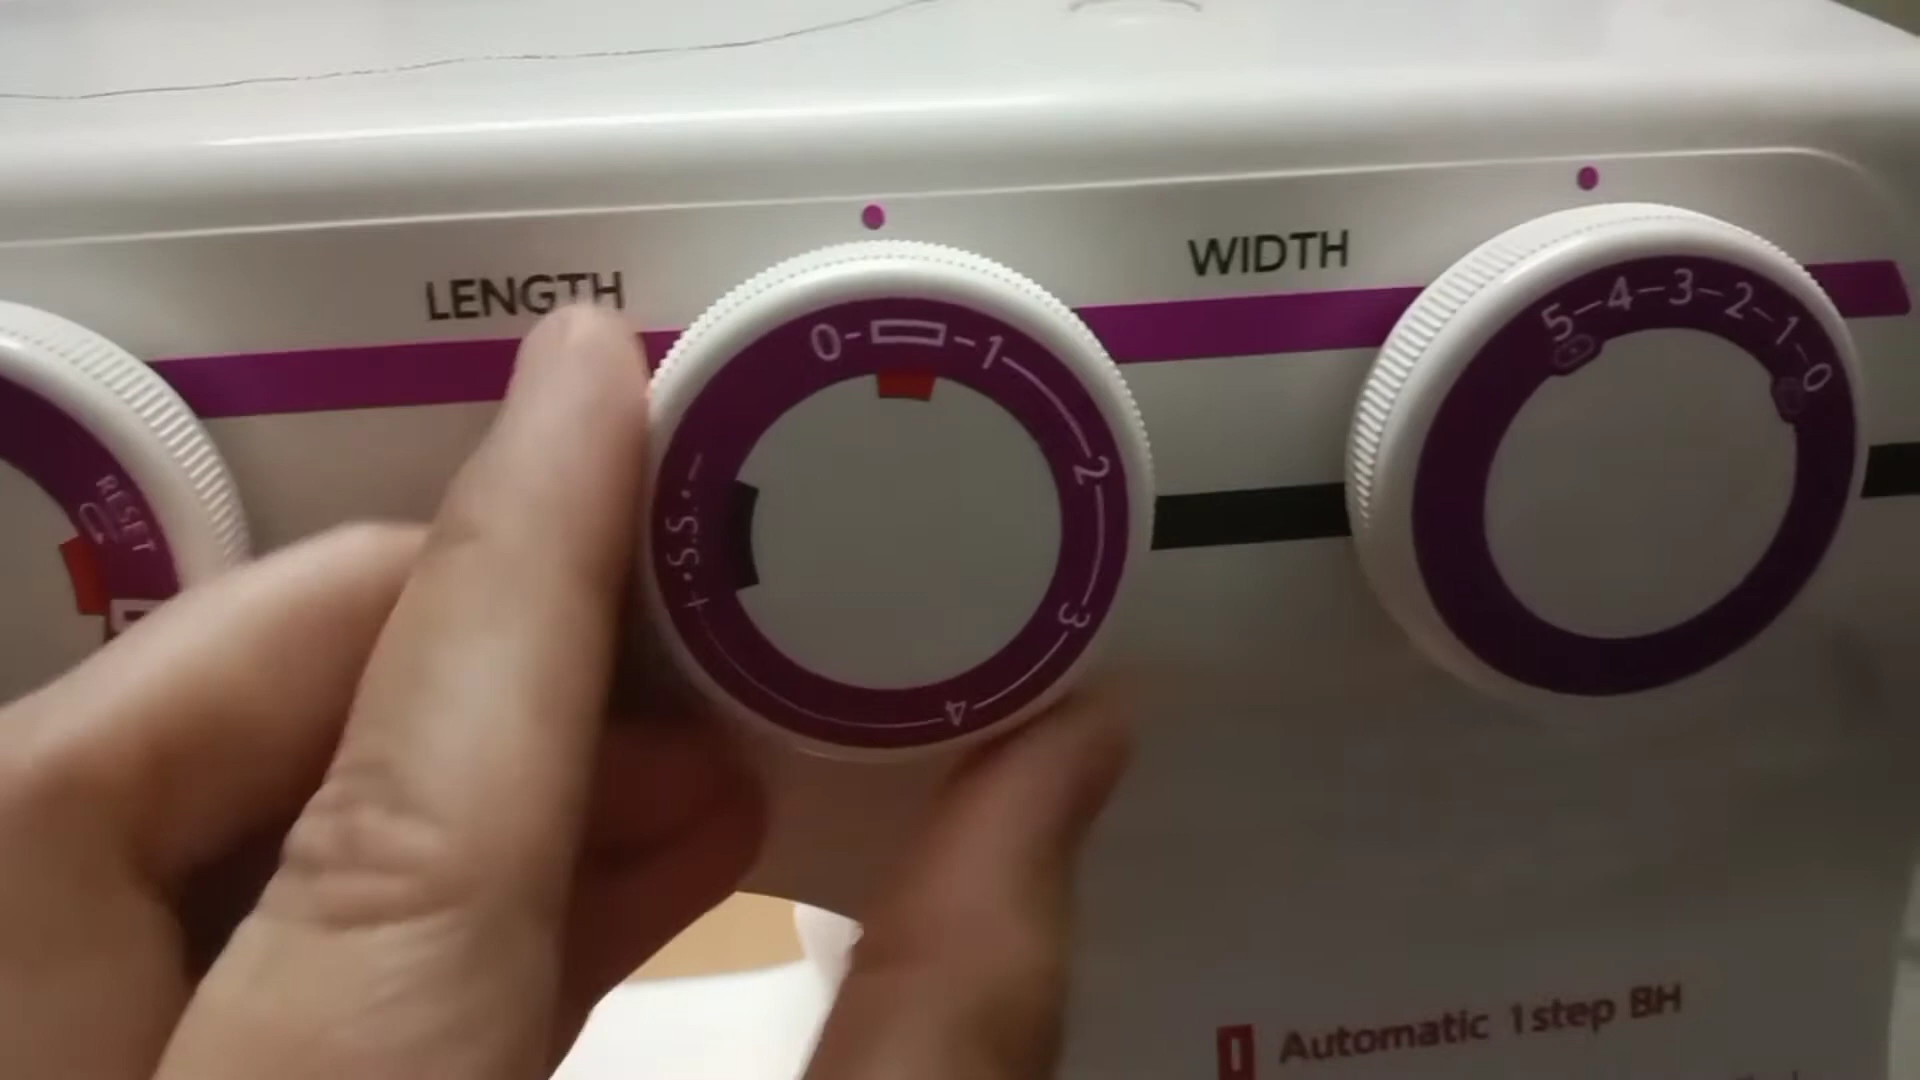 LENGTH
WIDTH
0-
-1
2
3
4
+·S.S.·-
5-4-3-2-1-0
RESET
Automatic 1step BH